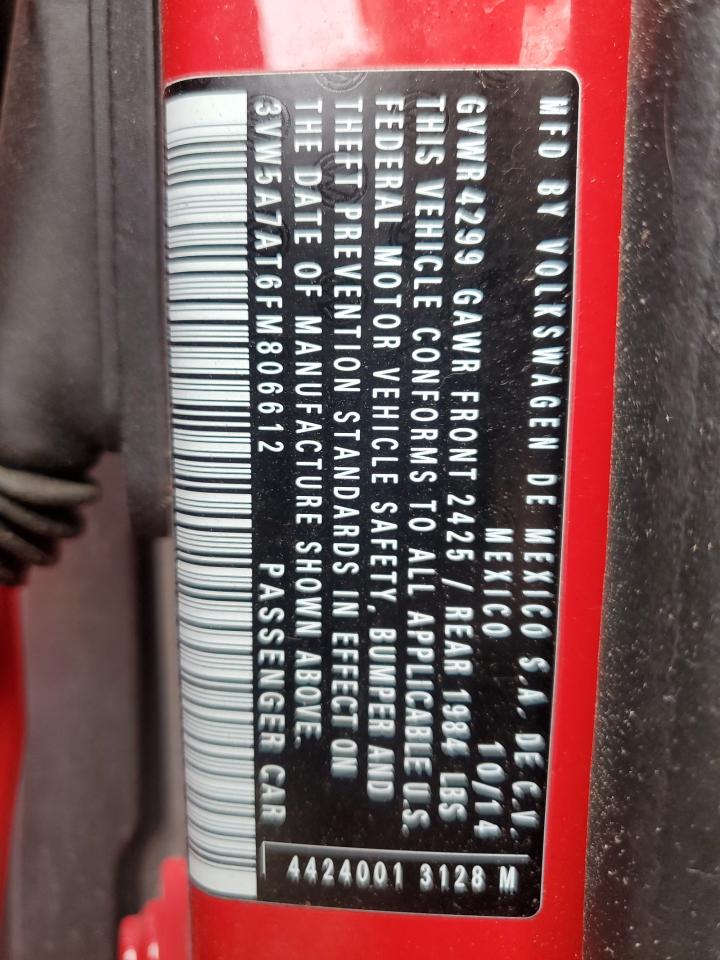 MFD BY VOLKSWAGEN DE MEXICO S.A. DE C.V.
MEXICO 10/14
GVWR 4299 GAWR FRONT 2425 / REAR 1984 LBS
THIS VEHICLE CONFORMS TO ALL APPLICABLE U.S.
FEDERAL MOTOR VEHICLE SAFETY, BUMPER AND
THEFT PREVENTION STANDARDS IN EFFECT ON
THE DATE OF MANUFACTURE SHOWN ABOVE.
3VW5A7AT6FM806612 PASSENGER CAR
4424001 3128 M